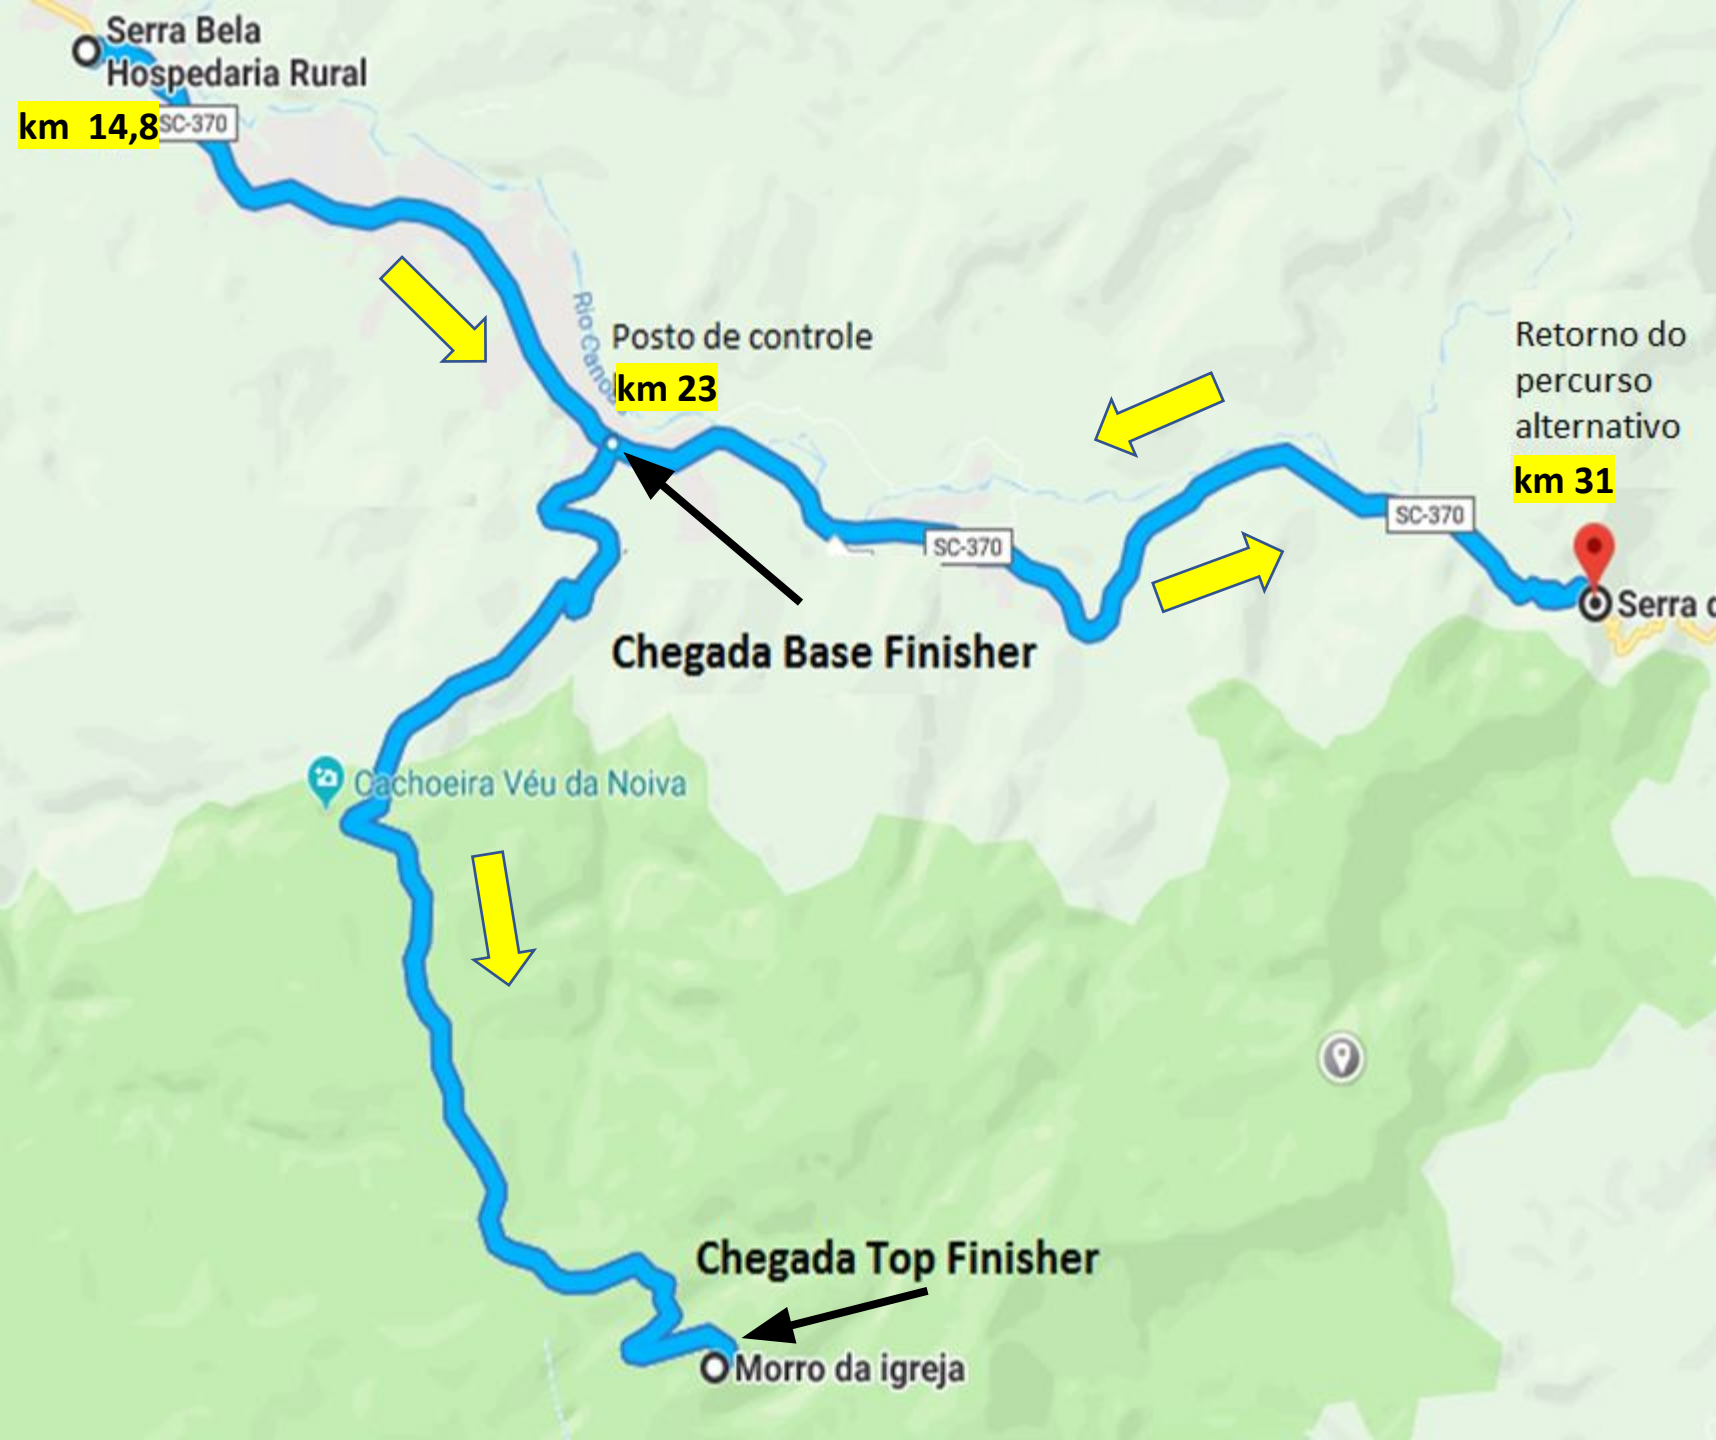 Serra Bela
Hospedaria Rural
km 14,8
SC-370
Rio Canoas
Posto de controle
km 23
Retorno do
percurso
alternativo
km 31
SC-370
SC-370
Serra d
Chegada Base Finisher
Cachoeira Véu da Noiva
Chegada Top Finisher
Morro da igreja